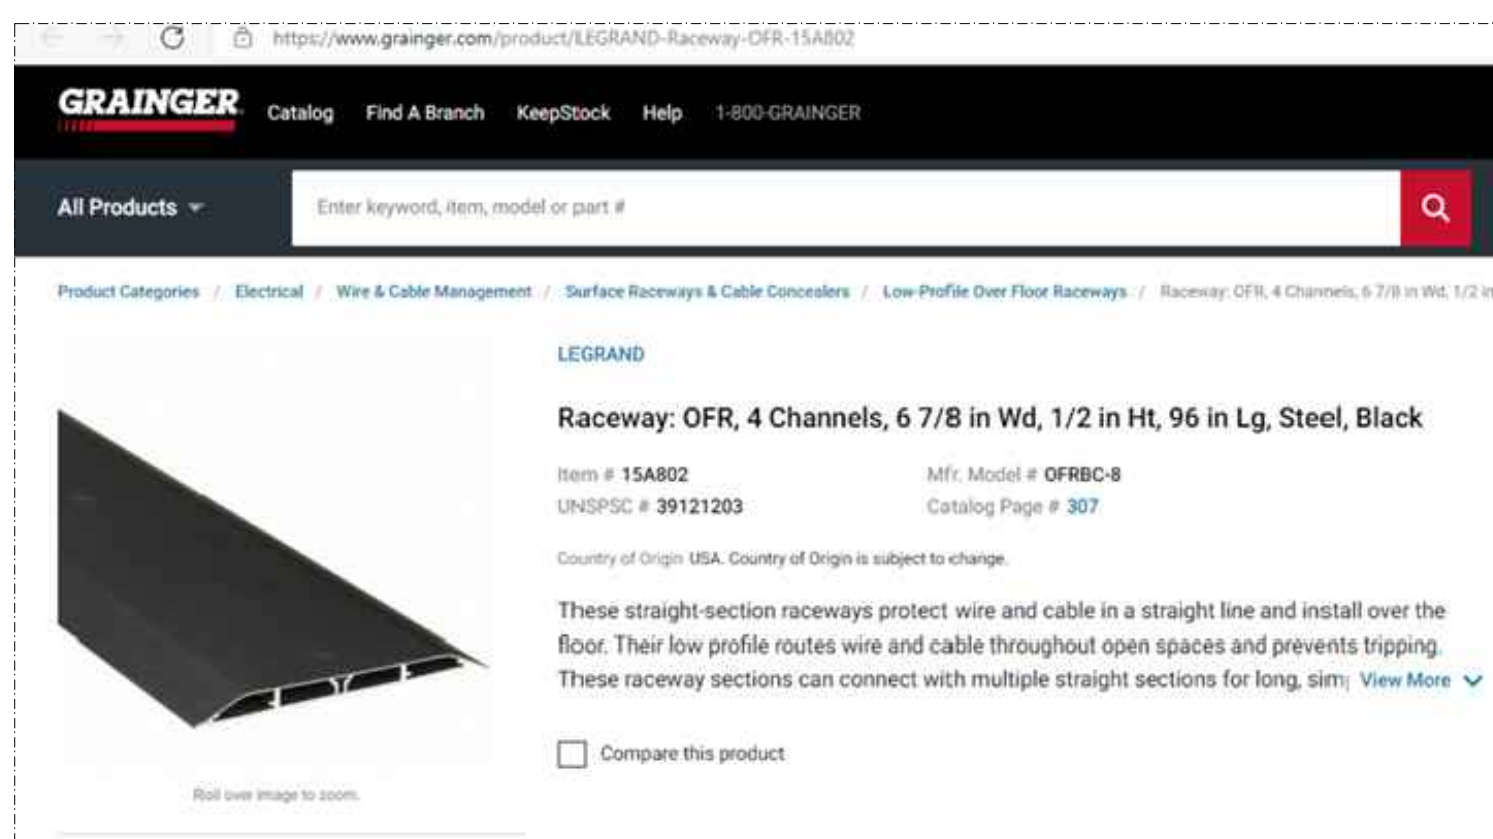 https://www.grainger.com/product/LEGRAND-Raceway-OFR-15A802
GRAINGER
Catalog Find A Branch KeepStock Help 1-800-GRAINGER
All Products Enter keyword, item, model or part #
Product Categories / Electrical / Wire & Cable Management / Surface Raceways & Cable Concealers / Low-Profile Over Floor Raceways / Raceway: OFR, 4 Channels, 6 7/8 in Wd, 1/2 in
LEGRAND
Raceway: OFR, 4 Channels, 6 7/8 in Wd, 1/2 in Ht, 96 in Lg, Steel, Black
Item # 15A802 Mfr. Model # OFRBC-8
UNSPSC # 39121203 Catalog Page # 307
Country of Origin USA. Country of Origin is subject to change.
These straight-section raceways protect wire and cable in a straight line and install over the
floor. Their low profile routes wire and cable throughout open spaces and prevents tripping.
These raceway sections can connect with multiple straight sections for long, sim View More
Compare this product
Roll over image to zoom.